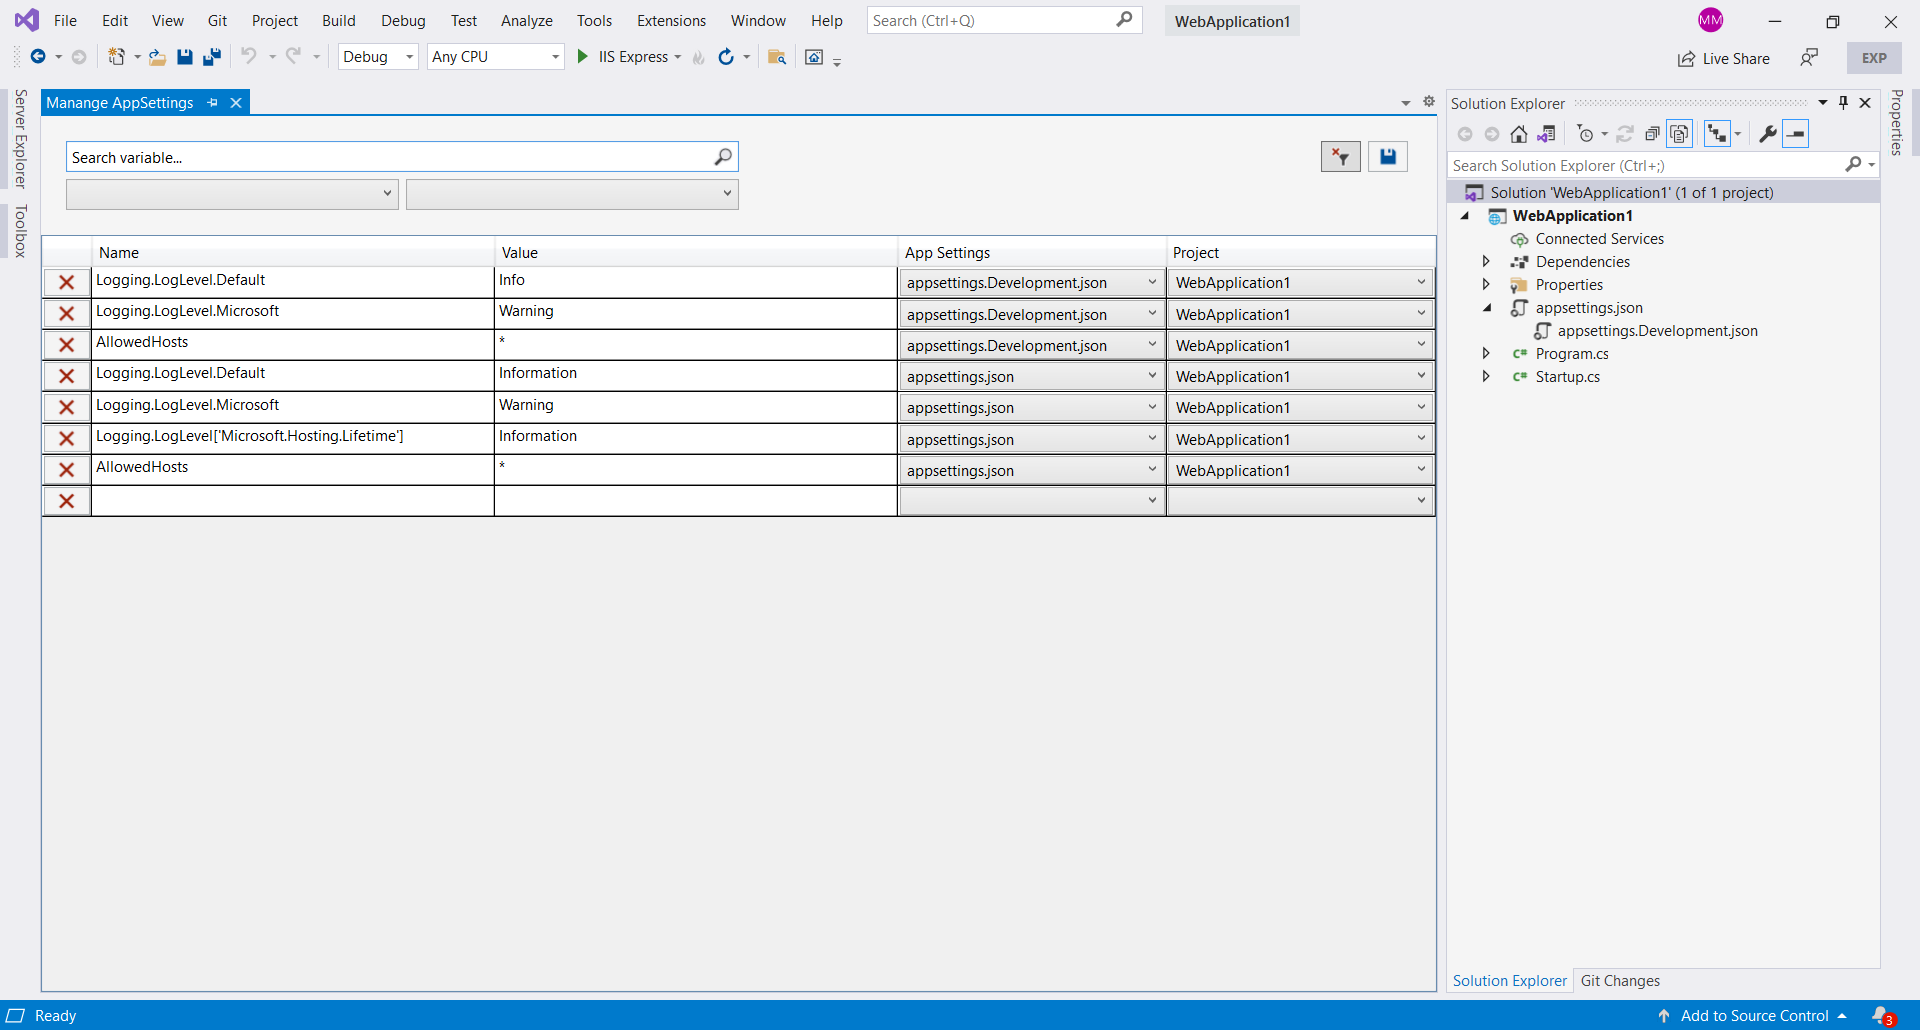 File Edit View Git Project Build Debug Test Analyze Tools Extensions Window Help Search (Ctrl+Q) WebApplication1 MM
Debug Any CPU IIS Express Live Share EXP
Server Explorer
Toolbox
Manange AppSettings
Search variable...
Name Value App Settings Project
Logging.LogLevel.Default Info appsettings.Development.json WebApplication1
Logging.LogLevel.Microsoft Warning appsettings.Development.json WebApplication1
AllowedHosts * appsettings.Development.json WebApplication1
Logging.LogLevel.Default Information appsettings.json WebApplication1
Logging.LogLevel.Microsoft Warning appsettings.json WebApplication1
Logging.LogLevel['Microsoft.Hosting.Lifetime'] Information appsettings.json WebApplication1
AllowedHosts * appsettings.json WebApplication1
Solution Explorer
Search Solution Explorer (Ctrl+;)
Solution 'WebApplication1' (1 of 1 project)
WebApplication1
Connected Services
Dependencies
Properties
appsettings.json
appsettings.Development.json
C# Program.cs
C# Startup.cs
Solution Explorer Git Changes
Properties
Ready Add to Source Control 3